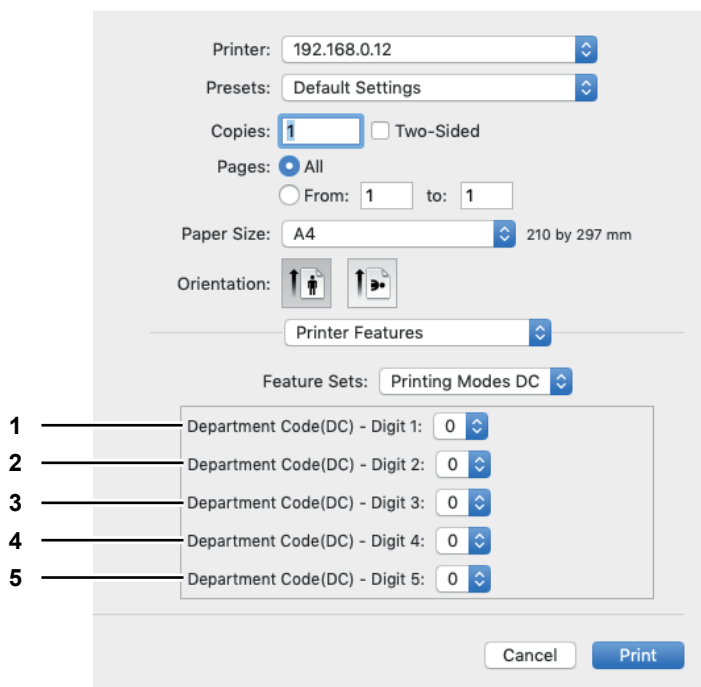 Printer: 192.168.0.12
Presets: Default Settings
Copies: 1 Two-Sided
Pages: All
From: 1 to: 1
Paper Size: A4 210 by 297 mm
Orientation:
Printer Features
Feature Sets: Printing Modes DC
1 Department Code(DC) - Digit 1: 0
2 Department Code(DC) - Digit 2: 0
3 Department Code(DC) - Digit 3: 0
4 Department Code(DC) - Digit 4: 0
5 Department Code(DC) - Digit 5: 0
Cancel Print